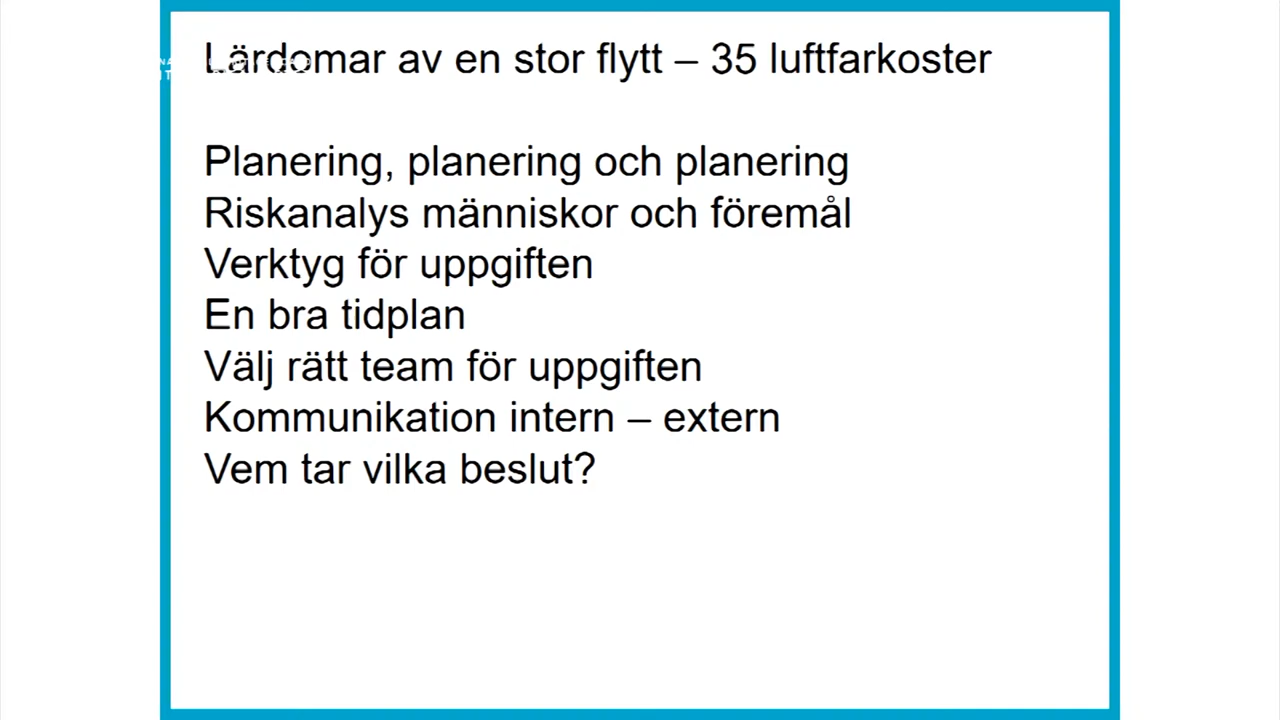 Lärdomar av en stor flytt – 35 luftfarkoster
Planering, planering och planering
Riskanalys människor och föremål
Verktyg för uppgiften
En bra tidplan
Välj rätt team för uppgiften
Kommunikation intern – extern
Vem tar vilka beslut?